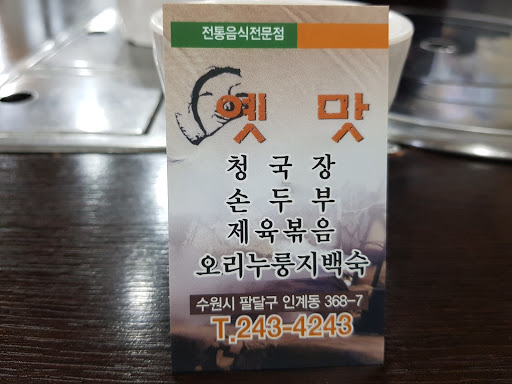 전통음식전문점
옛 맛
청 국 장
손 두 부
제육볶음
오리누룽지백숙
수원시 팔달구 인계동 368-7
T.243-4243